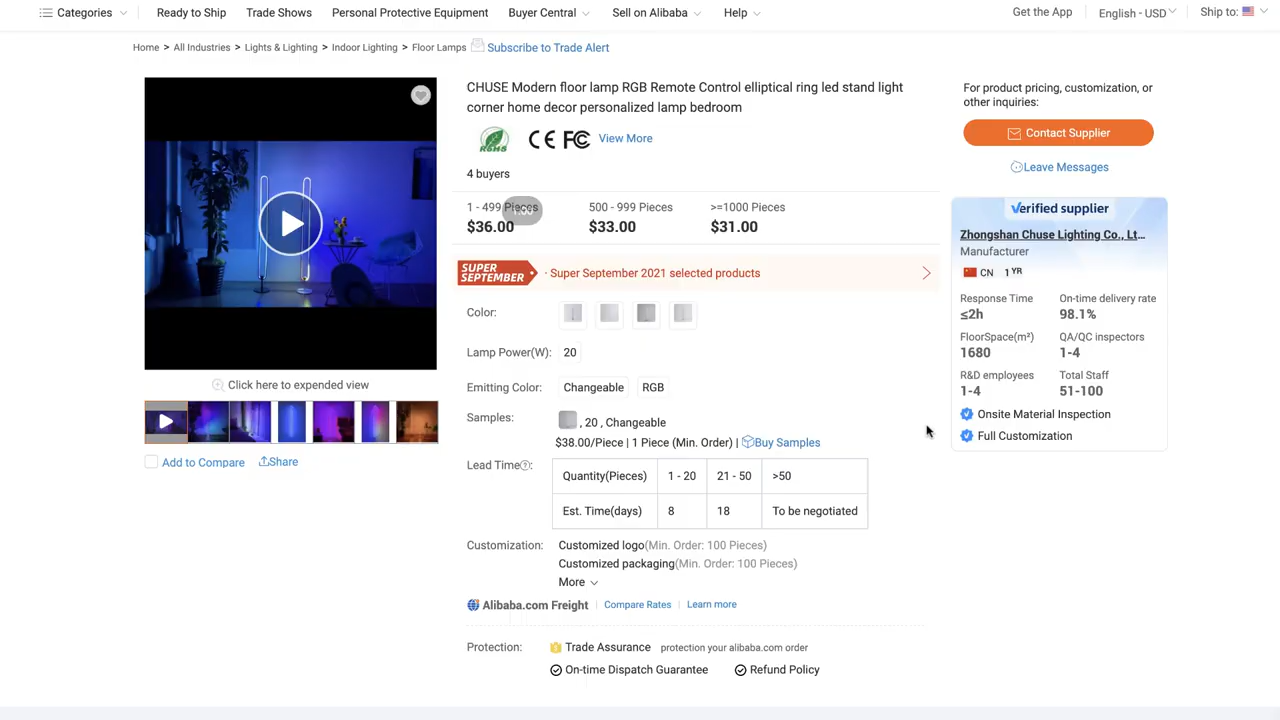 Categories Ready to Ship Trade Shows Personal Protective Equipment Buyer Central Sell on Alibaba Help Get the App English - USD Ship to:
Home > All Industries > Lights & Lighting > Indoor Lighting > Floor Lamps Subscribe to Trade Alert
CHUSE Modern floor lamp RGB Remote Control elliptical ring led stand light
corner home decor personalized lamp bedroom
RoHS CE FC View More
4 buyers
1 - 499 Pieces 500 - 999 Pieces >=1000 Pieces
1:00
$36.00 $33.00 $31.00
SUPER
SEPTEMBER
· Super September 2021 selected products
Color:
Lamp Power(W): 20
Emitting Color: Changeable RGB
Samples: , 20 , Changeable
$38.00/Piece | 1 Piece (Min. Order) | Buy Samples
Lead Time:
Quantity(Pieces) 1 - 20 21 - 50 >50
Est. Time(days) 8 18 To be negotiated
Customization: Customized logo(Min. Order: 100 Pieces)
Customized packaging(Min. Order: 100 Pieces)
More
Alibaba.com Freight Compare Rates Learn more
Protection: Trade Assurance protection your alibaba.com order
On-time Dispatch Guarantee Refund Policy
Click here to expended view
Add to Compare Share
For product pricing, customization, or
other inquiries:
Contact Supplier
Leave Messages
Verified supplier
Zhongshan Chuse Lighting Co., Lt...
Manufacturer
CN 1 YR
Response Time On-time delivery rate
≤2h 98.1%
FloorSpace(m²) QA/QC inspectors
1680 1-4
R&D employees Total Staff
1-4 51-100
Onsite Material Inspection
Full Customization